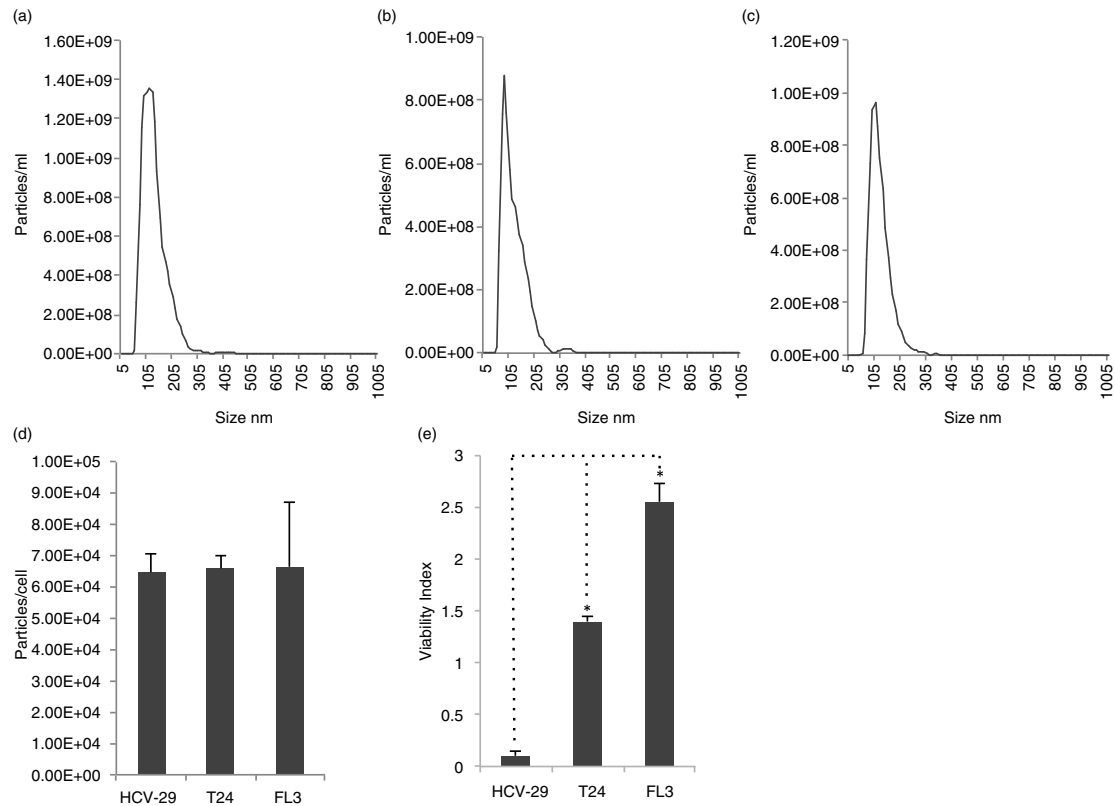 (a)
1.60E+09
1.40E+09
1.20E+09
1.00E+09
8.00E+08
6.00E+08
4.00E+08
2.00E+08
0.00E+00
Particles/ml
5
105
205
305
405
505
605
705
805
905
1005
Size nm
(b)
1.00E+09
8.00E+08
6.00E+08
4.00E+08
2.00E+08
0.00E+00
Particles/ml
5
105
205
305
405
505
605
705
805
905
1005
Size nm
(c)
1.20E+09
1.00E+09
8.00E+08
6.00E+08
4.00E+08
2.00E+08
0.00E+00
Particles/ml
5
105
205
305
405
505
605
705
805
905
1005
Size nm
(d)
1.00E+05
9.00E+04
8.00E+04
7.00E+04
6.00E+04
5.00E+04
4.00E+04
3.00E+04
2.00E+04
1.00E+04
0.00E+00
Particles/cell
HCV-29 T24 FL3
(e)
3
2.5
2
1.5
1
0.5
0
Viability Index
*
*
HCV-29 T24 FL3